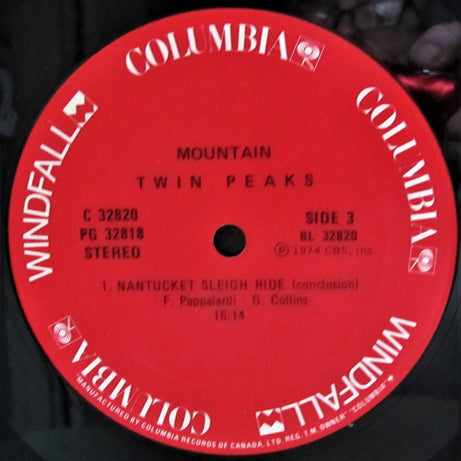 COLUMBIA
COLUMBIA
WINDFALL
COLUMBIA
WINDFALL
MOUNTAIN
TWIN PEAKS
C 32820
PG 32818
STEREO
SIDE 3
BL 32820
Ⓟ 1974 CBS, Inc.
1. NANTUCKET SLEIGH RIDE (conclusion)
- F. Pappalardi - G. Collins-
16:14
MANUFACTURED BY COLUMBIA RECORDS OF CANADA, LTD. REG. T.M. OWNER